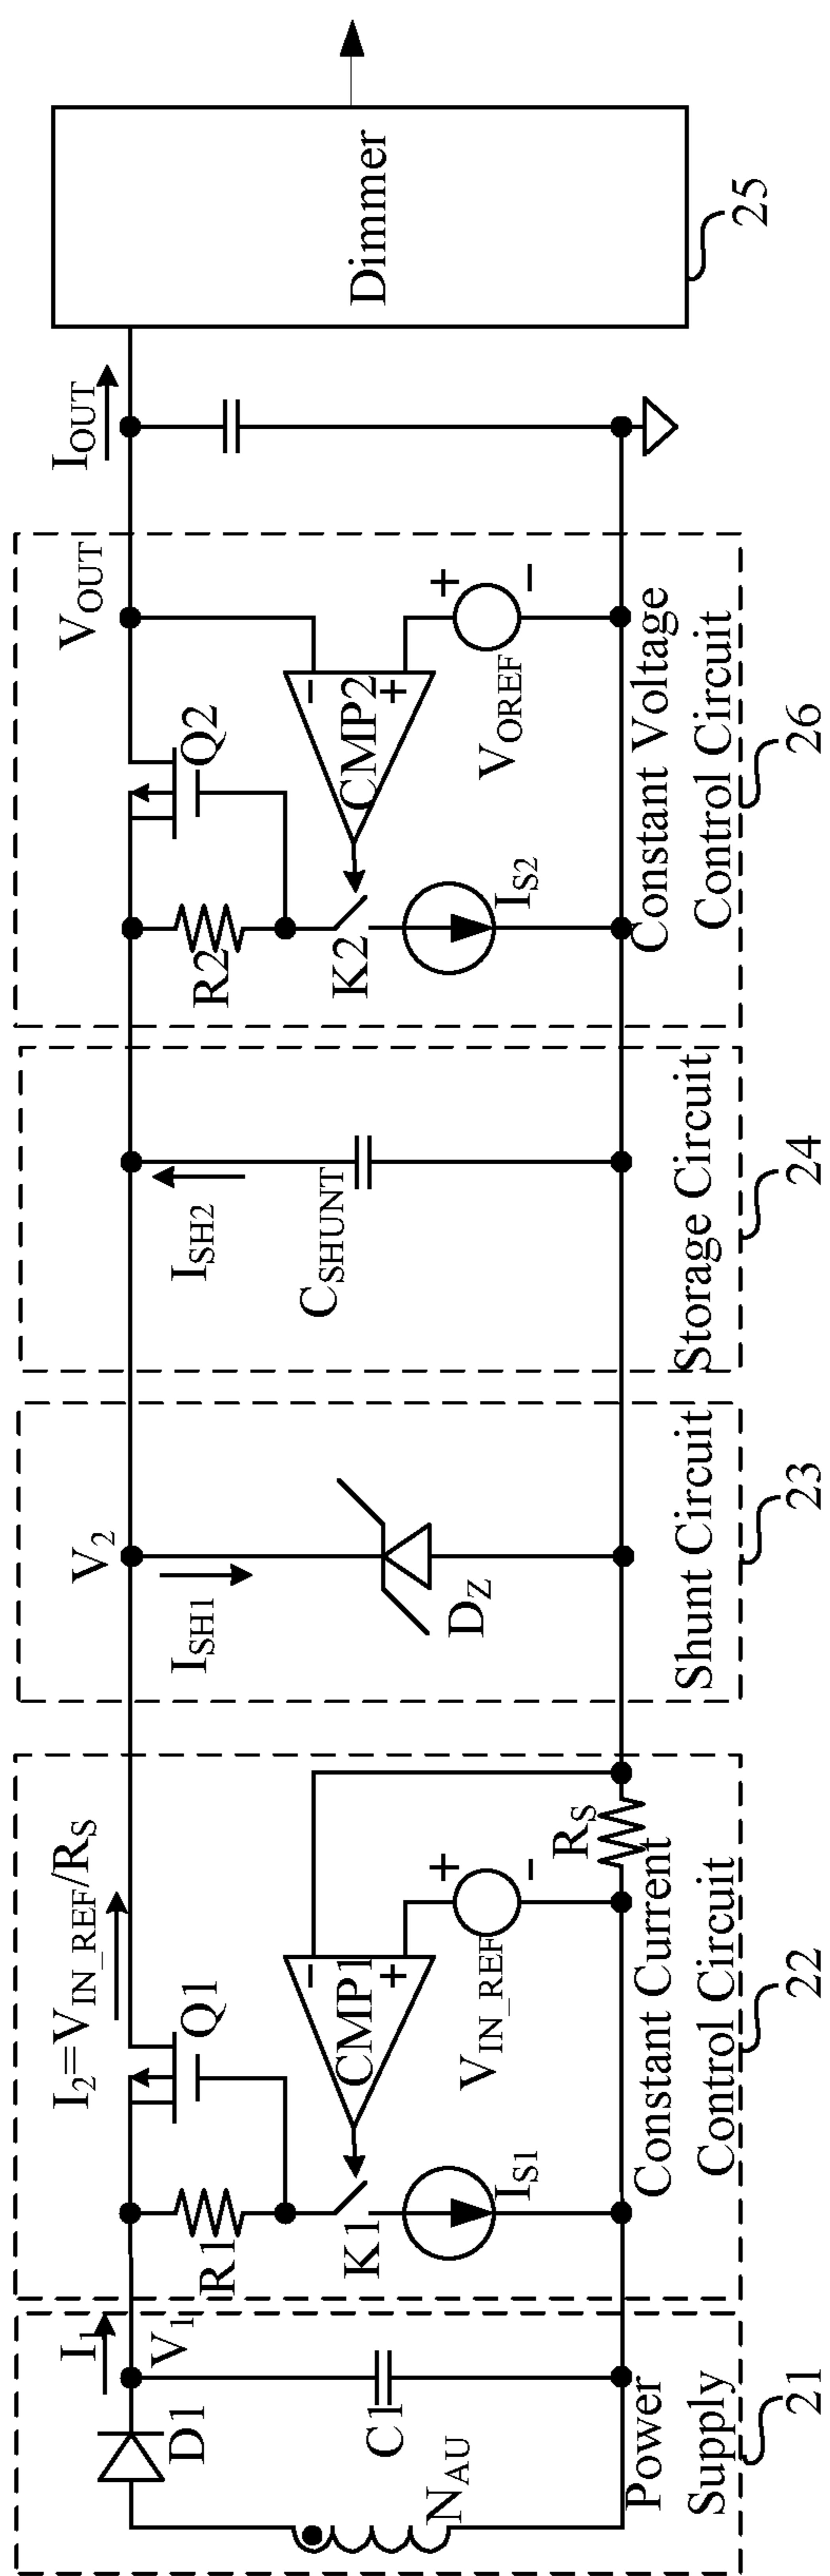 I1
V1
D1
C1
NAU
Power
Supply
21
I2=VIN_REF/RS
Q1
R1
K1
IS1
CMP1
-
+
VIN_REF
+
-
RS
Constant Current
Control Circuit
22
V2
ISH1
DZ
Shunt Circuit
23
ISH2
CSHUNT
Storage Circuit
24
VOUT
Q2
R2
K2
IS2
CMP2
-
+
VOREF
+
-
Constant Voltage
Control Circuit
26
IOUT
Dimmer
25